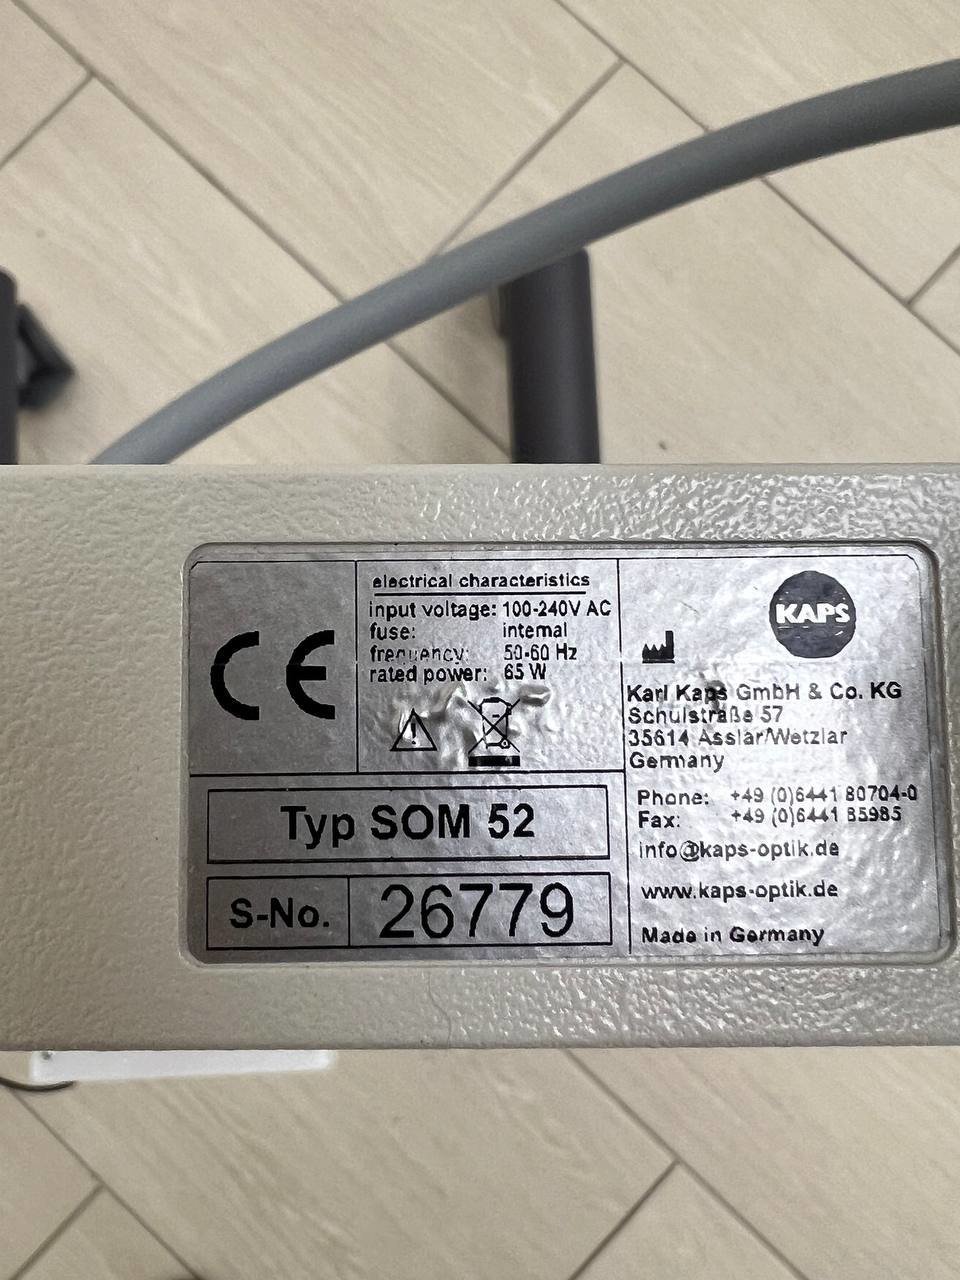 CE
electrical characteristics
input voltage: 100-240V AC
fuse: internal
frequency: 50-60 Hz
rated power: 65 W
Typ SOM 52
S-No. 26779
KAPS
Karl Kaps GmbH & Co. KG
Schulstraße 57
35614 Asslar/Wetzlar
Germany
Phone: +49 (0)6441 80704-0
Fax: +49 (0)6441 85985
info@kaps-optik.de
www.kaps-optik.de
Made in Germany